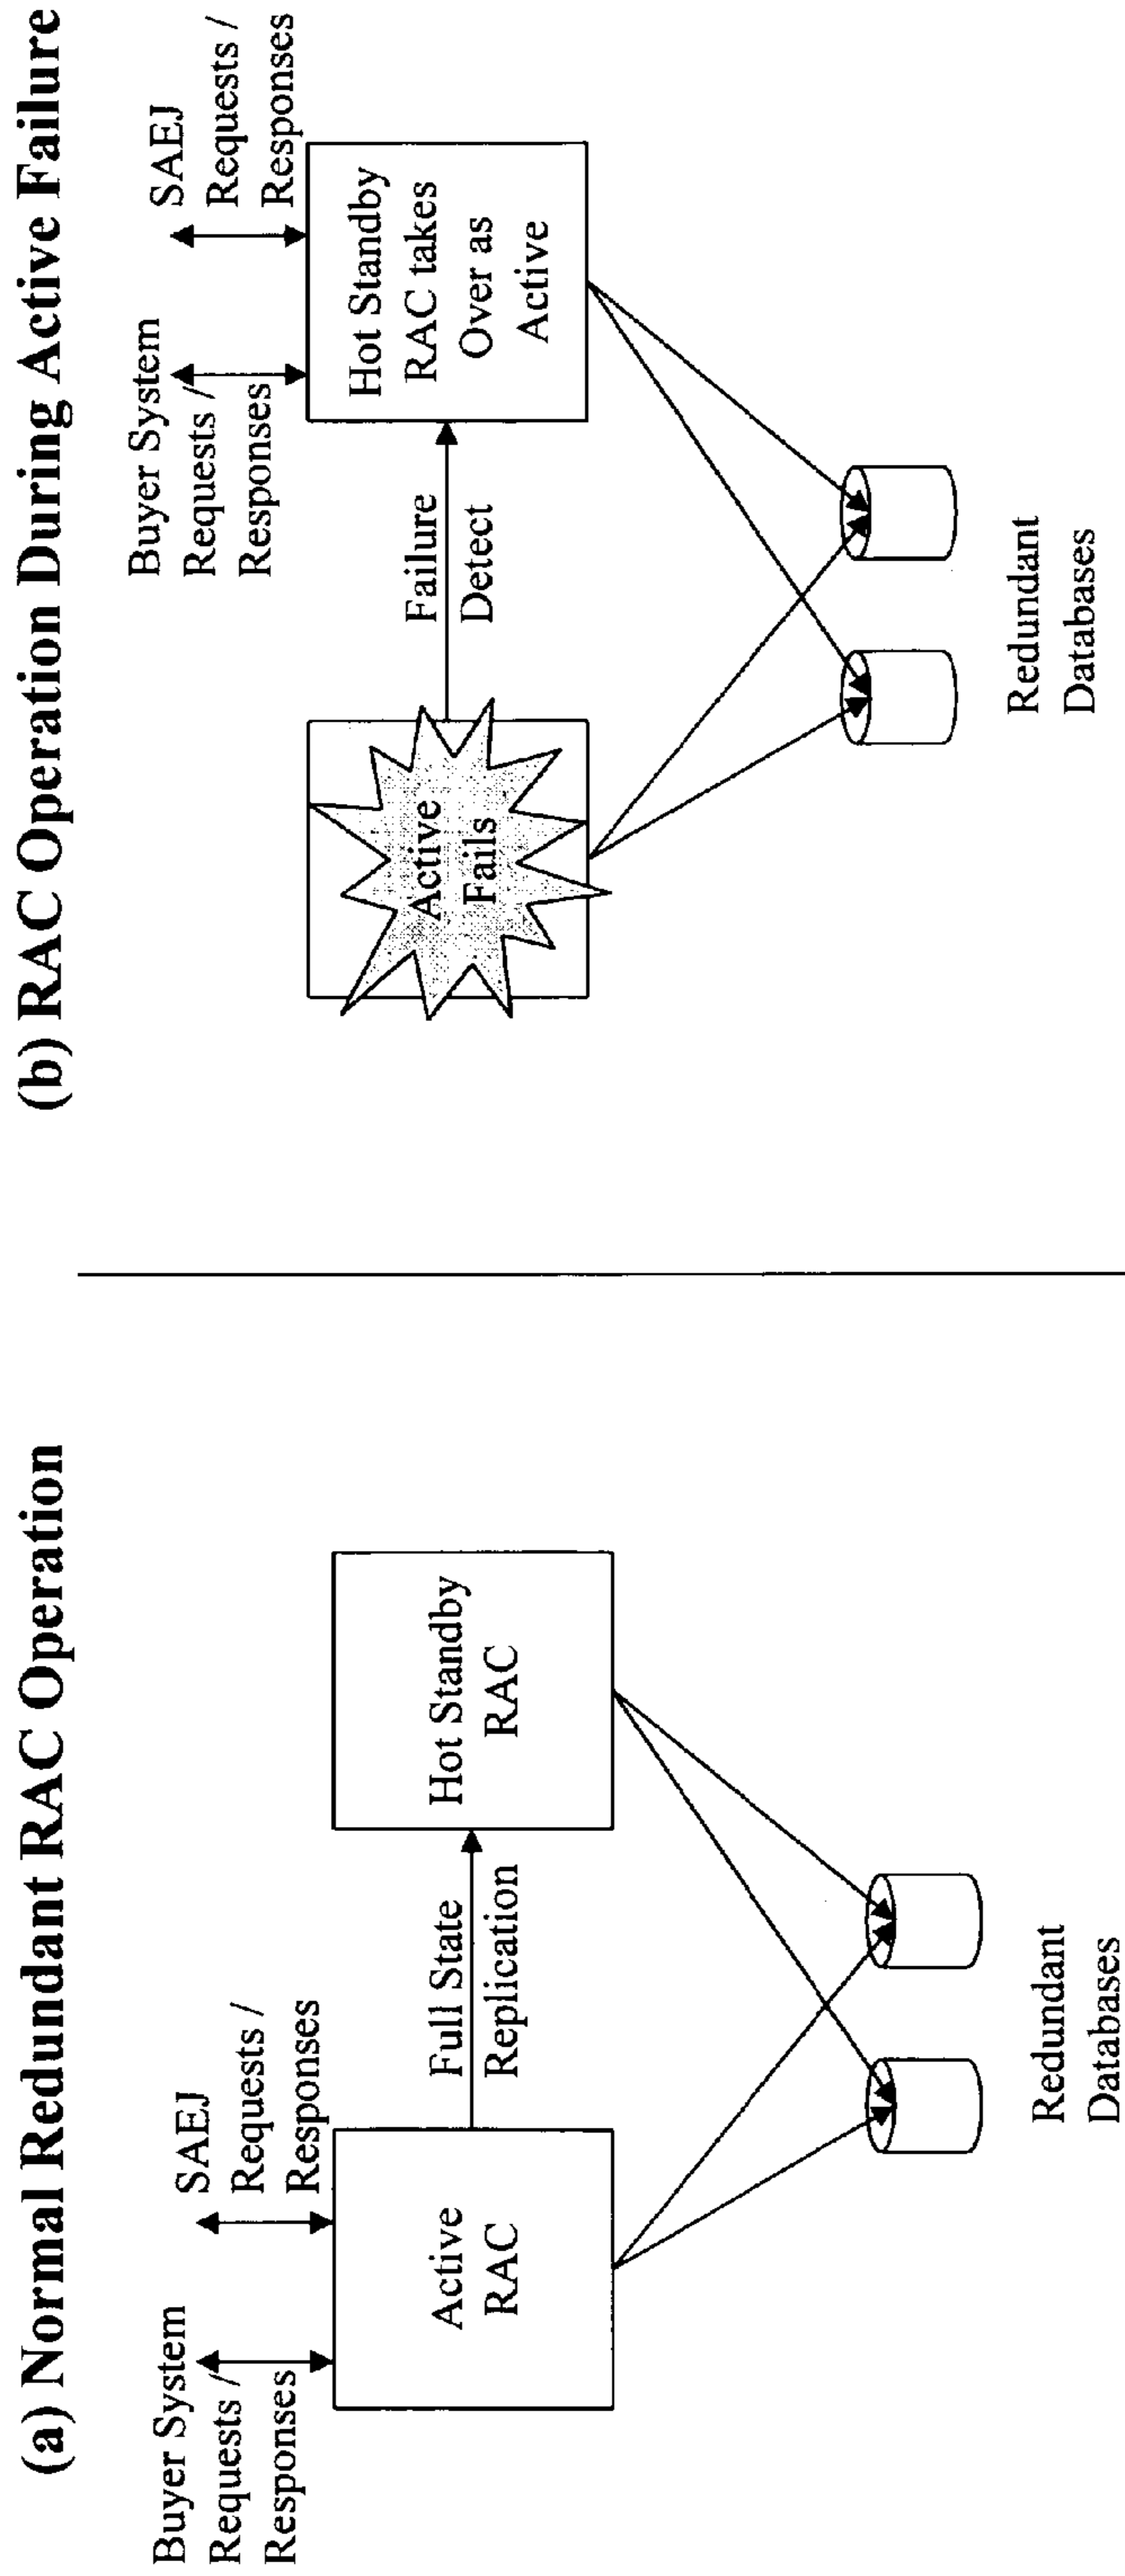 (a) Normal Redundant RAC Operation
Buyer System
Requests /
Responses
SAEJ
Requests /
Responses
Active
RAC
Full State
Replication
Hot Standby
RAC
Redundant
Databases
(b) RAC Operation During Active Failure
Buyer System
Requests /
Responses
SAEJ
Requests /
Responses
Active
Fails
Failure
Detect
Hot Standby
RAC takes
Over as
Active
Redundant
Databases